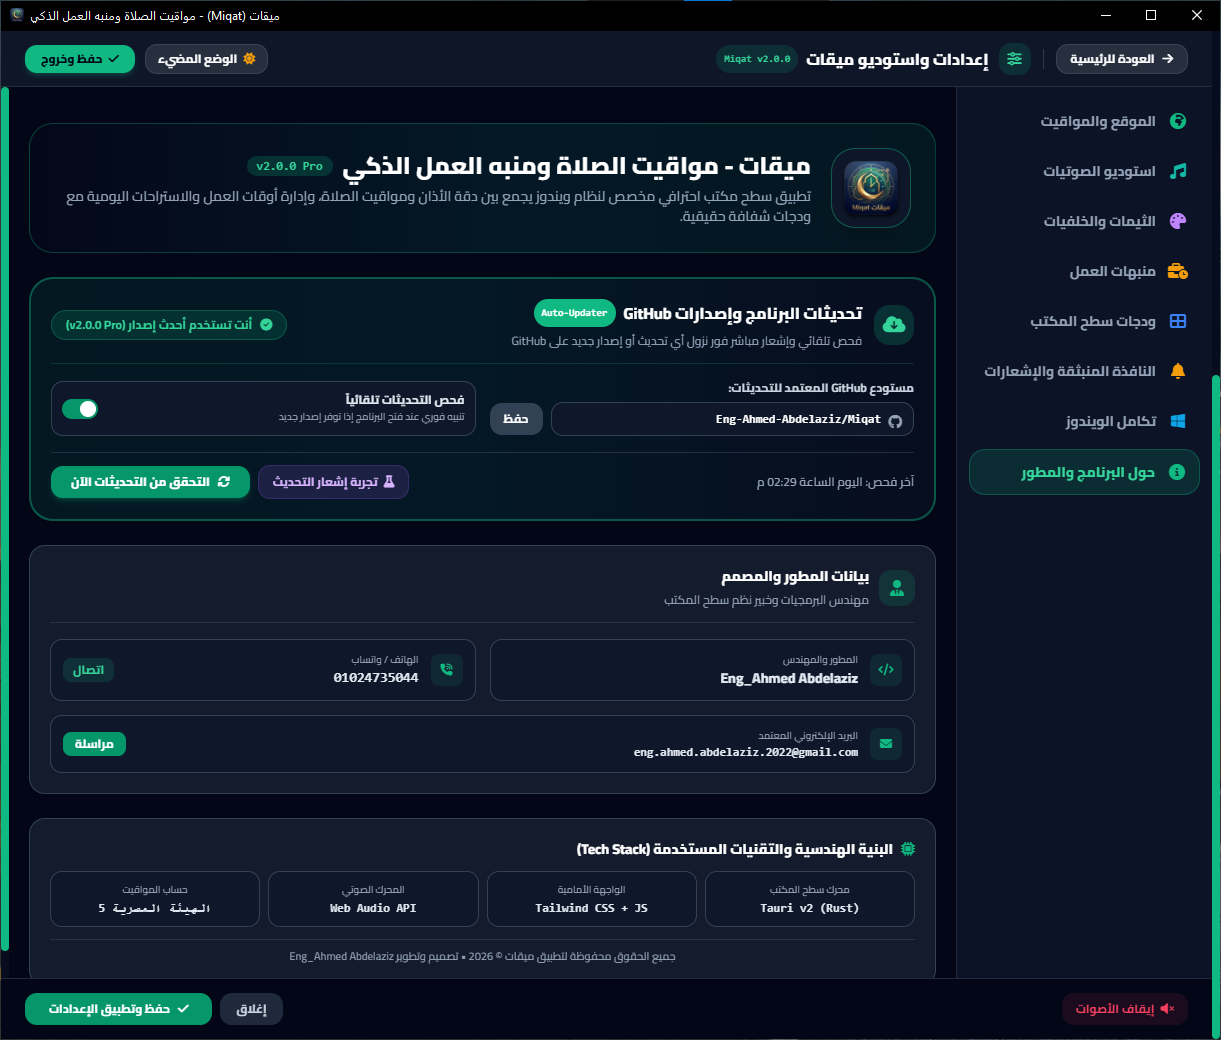 ميقات (Miqat) - مواقيت الصلاة ومنبه العمل الذكي
العودة للرئيسية
إعدادات واستوديو ميقات
Miqat v2.0.0
الوضع المضيء
حفظ وخروج
الموقع والمواقيت
استوديو الصوتيات
الثيمات والخلفيات
منبهات العمل
ودجات سطح المكتب
النافذة المنبثقة والإشعارات
تكامل الويندوز
حول البرنامج والمطور
ميقات - مواقيت الصلاة ومنبه العمل الذكي
v2.0.0 Pro
تطبيق سطح مكتب احترافي مخصص لنظام ويندوز يجمع بين دقة الأذان ومواقيت الصلاة، وإدارة أوقات العمل والاستراحات اليومية مع
ودجات شفافة حقيقية.
ميقات Miqat
تحديثات البرنامج وإصدارات GitHub
Auto-Updater
فحص تلقائي وإشعار مباشر فور نزول أي تحديث أو إصدار جديد على GitHub
أنت تستخدم أحدث إصدار (v2.0.0 Pro)
مستودع GitHub المعتمد للتحديثات:
Eng-Ahmed-Abdelaziz/Miqat
حفظ
فحص التحديثات تلقائياً
تنبيه فوري عند فتح البرنامج إذا توفر إصدار جديد
آخر فحص: اليوم الساعة 02:29 م
تجربة إشعار التحديث
التحقق من التحديثات الآن
بيانات المطور والمصمم
مهندس البرمجيات وخبير نظم سطح المكتب
المطور والمهندس
Eng_Ahmed Abdelaziz
الهاتف / واتساب
01024735044
اتصال
البريد الإلكتروني المعتمد
eng.ahmed.abdelaziz.2022@gmail.com
مراسلة
البنية الهندسية والتقنيات المستخدمة (Tech Stack)
محرك سطح المكتب
Tauri v2 (Rust)
الواجهة الأمامية
Tailwind CSS + JS
المحرك الصوتي
Web Audio API
حساب المواقيت
الهيئة المصرية 5
جميع الحقوق محفوظة لتطبيق ميقات © 2026 • تصميم وتطوير Eng_Ahmed Abdelaziz
إيقاف الأصوات
إغلاق
حفظ وتطبيق الإعدادات